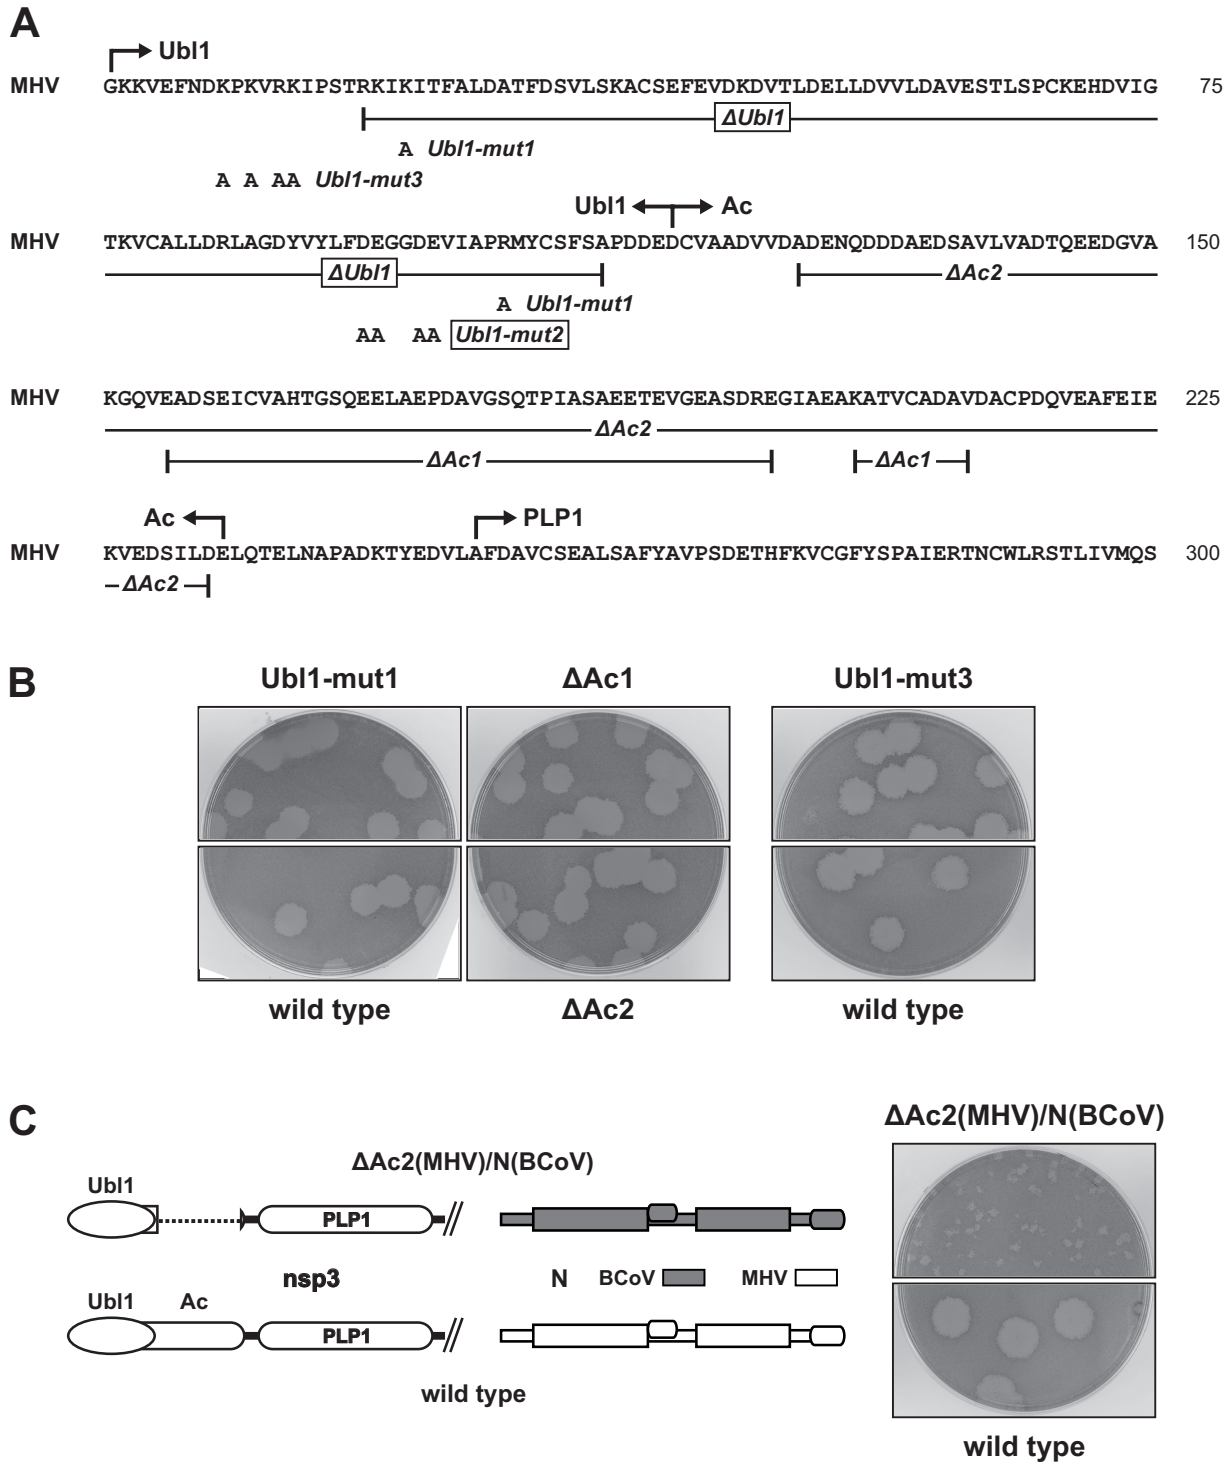 A
Ubl1
MHV GKKVEFNDKPKVRKIPSTRKIKITFALDATFDSVLSKACSEFEVDKDVTLDELLDVVLDAVESTLSPCKEHDVIG 75
ΔUbl1
A Ubl1-mut1
A A AA Ubl1-mut3
Ubl1 Ac
MHV TKVCALLDRLAGDYVYLFDEGGDEVIAPRMYCSFSAPDDEDCVAADVVDADENQDDDAEDSAVLVADTQEEDGVA 150
ΔUbl1 ΔAc2
A Ubl1-mut1
AA AA Ubl1-mut2
MHV KGQVEADSEICVAHTGSQEELAEPDAVGSQTPIASAEETEVGEASDREGIAEAKATVCADAVDACPDQVEAFEIE 225
ΔAc2
ΔAc1 ΔAc1
Ac PLP1
MHV KVEDSILDELQTELNAPADKTYEDVLAFDAVCSEALSAFYAVPSDETHFKVCGFYSPAIERTNCWLRSTLIVMQS 300
ΔAc2
B
Ubl1-mut1 ΔAc1 Ubl1-mut3
wild type ΔAc2 wild type
C
ΔAc2(MHV)/N(BCoV)
ΔAc2(MHV)/N(BCoV)
Ubl1
PLP1
nsp3 N BCoV MHV
Ubl1 Ac
PLP1
wild type
wild type